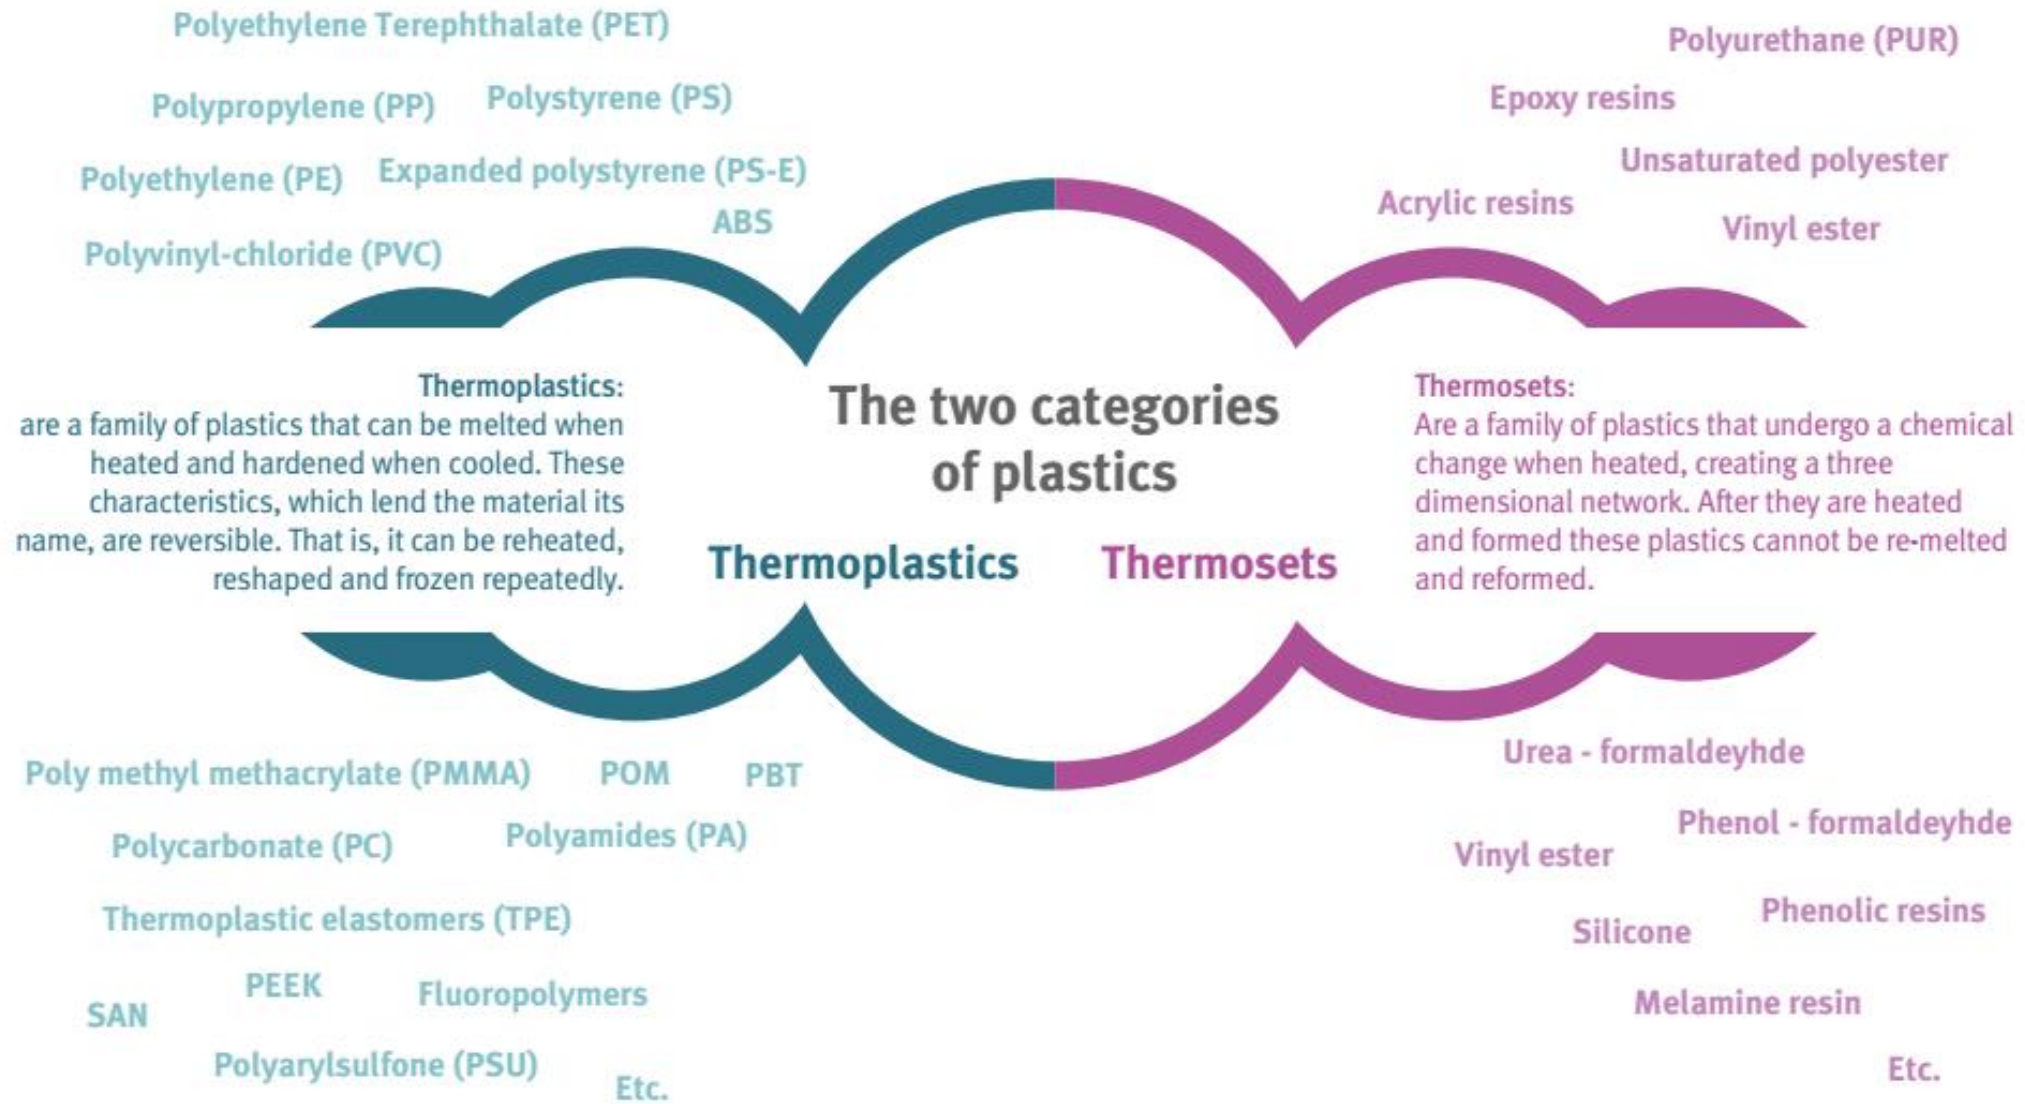 Polyethylene Terephthalate (PET)
Polypropylene (PP)
Polystyrene (PS)
Polyethylene (PE)
Expanded polystyrene (PS-E)
ABS
Polyvinyl-chloride (PVC)
Polyurethane (PUR)
Epoxy resins
Unsaturated polyester
Acrylic resins
Vinyl ester
Thermoplastics:
are a family of plastics that can be melted when
heated and hardened when cooled. These
characteristics, which lend the material its
name, are reversible. That is, it can be reheated,
reshaped and frozen repeatedly.
The two categories
of plastics
Thermoplastics
Thermosets
Thermosets:
Are a family of plastics that undergo a chemical
change when heated, creating a three
dimensional network. After they are heated
and formed these plastics cannot be re-melted
and reformed.
Poly methyl methacrylate (PMMA)
POM
PBT
Polycarbonate (PC)
Polyamides (PA)
Thermoplastic elastomers (TPE)
PEEK
Fluoropolymers
SAN
Polyarylsulfone (PSU)
Etc.
Urea - formaldeyhde
Phenol - formaldeyhde
Vinyl ester
Phenolic resins
Silicone
Melamine resin
Etc.